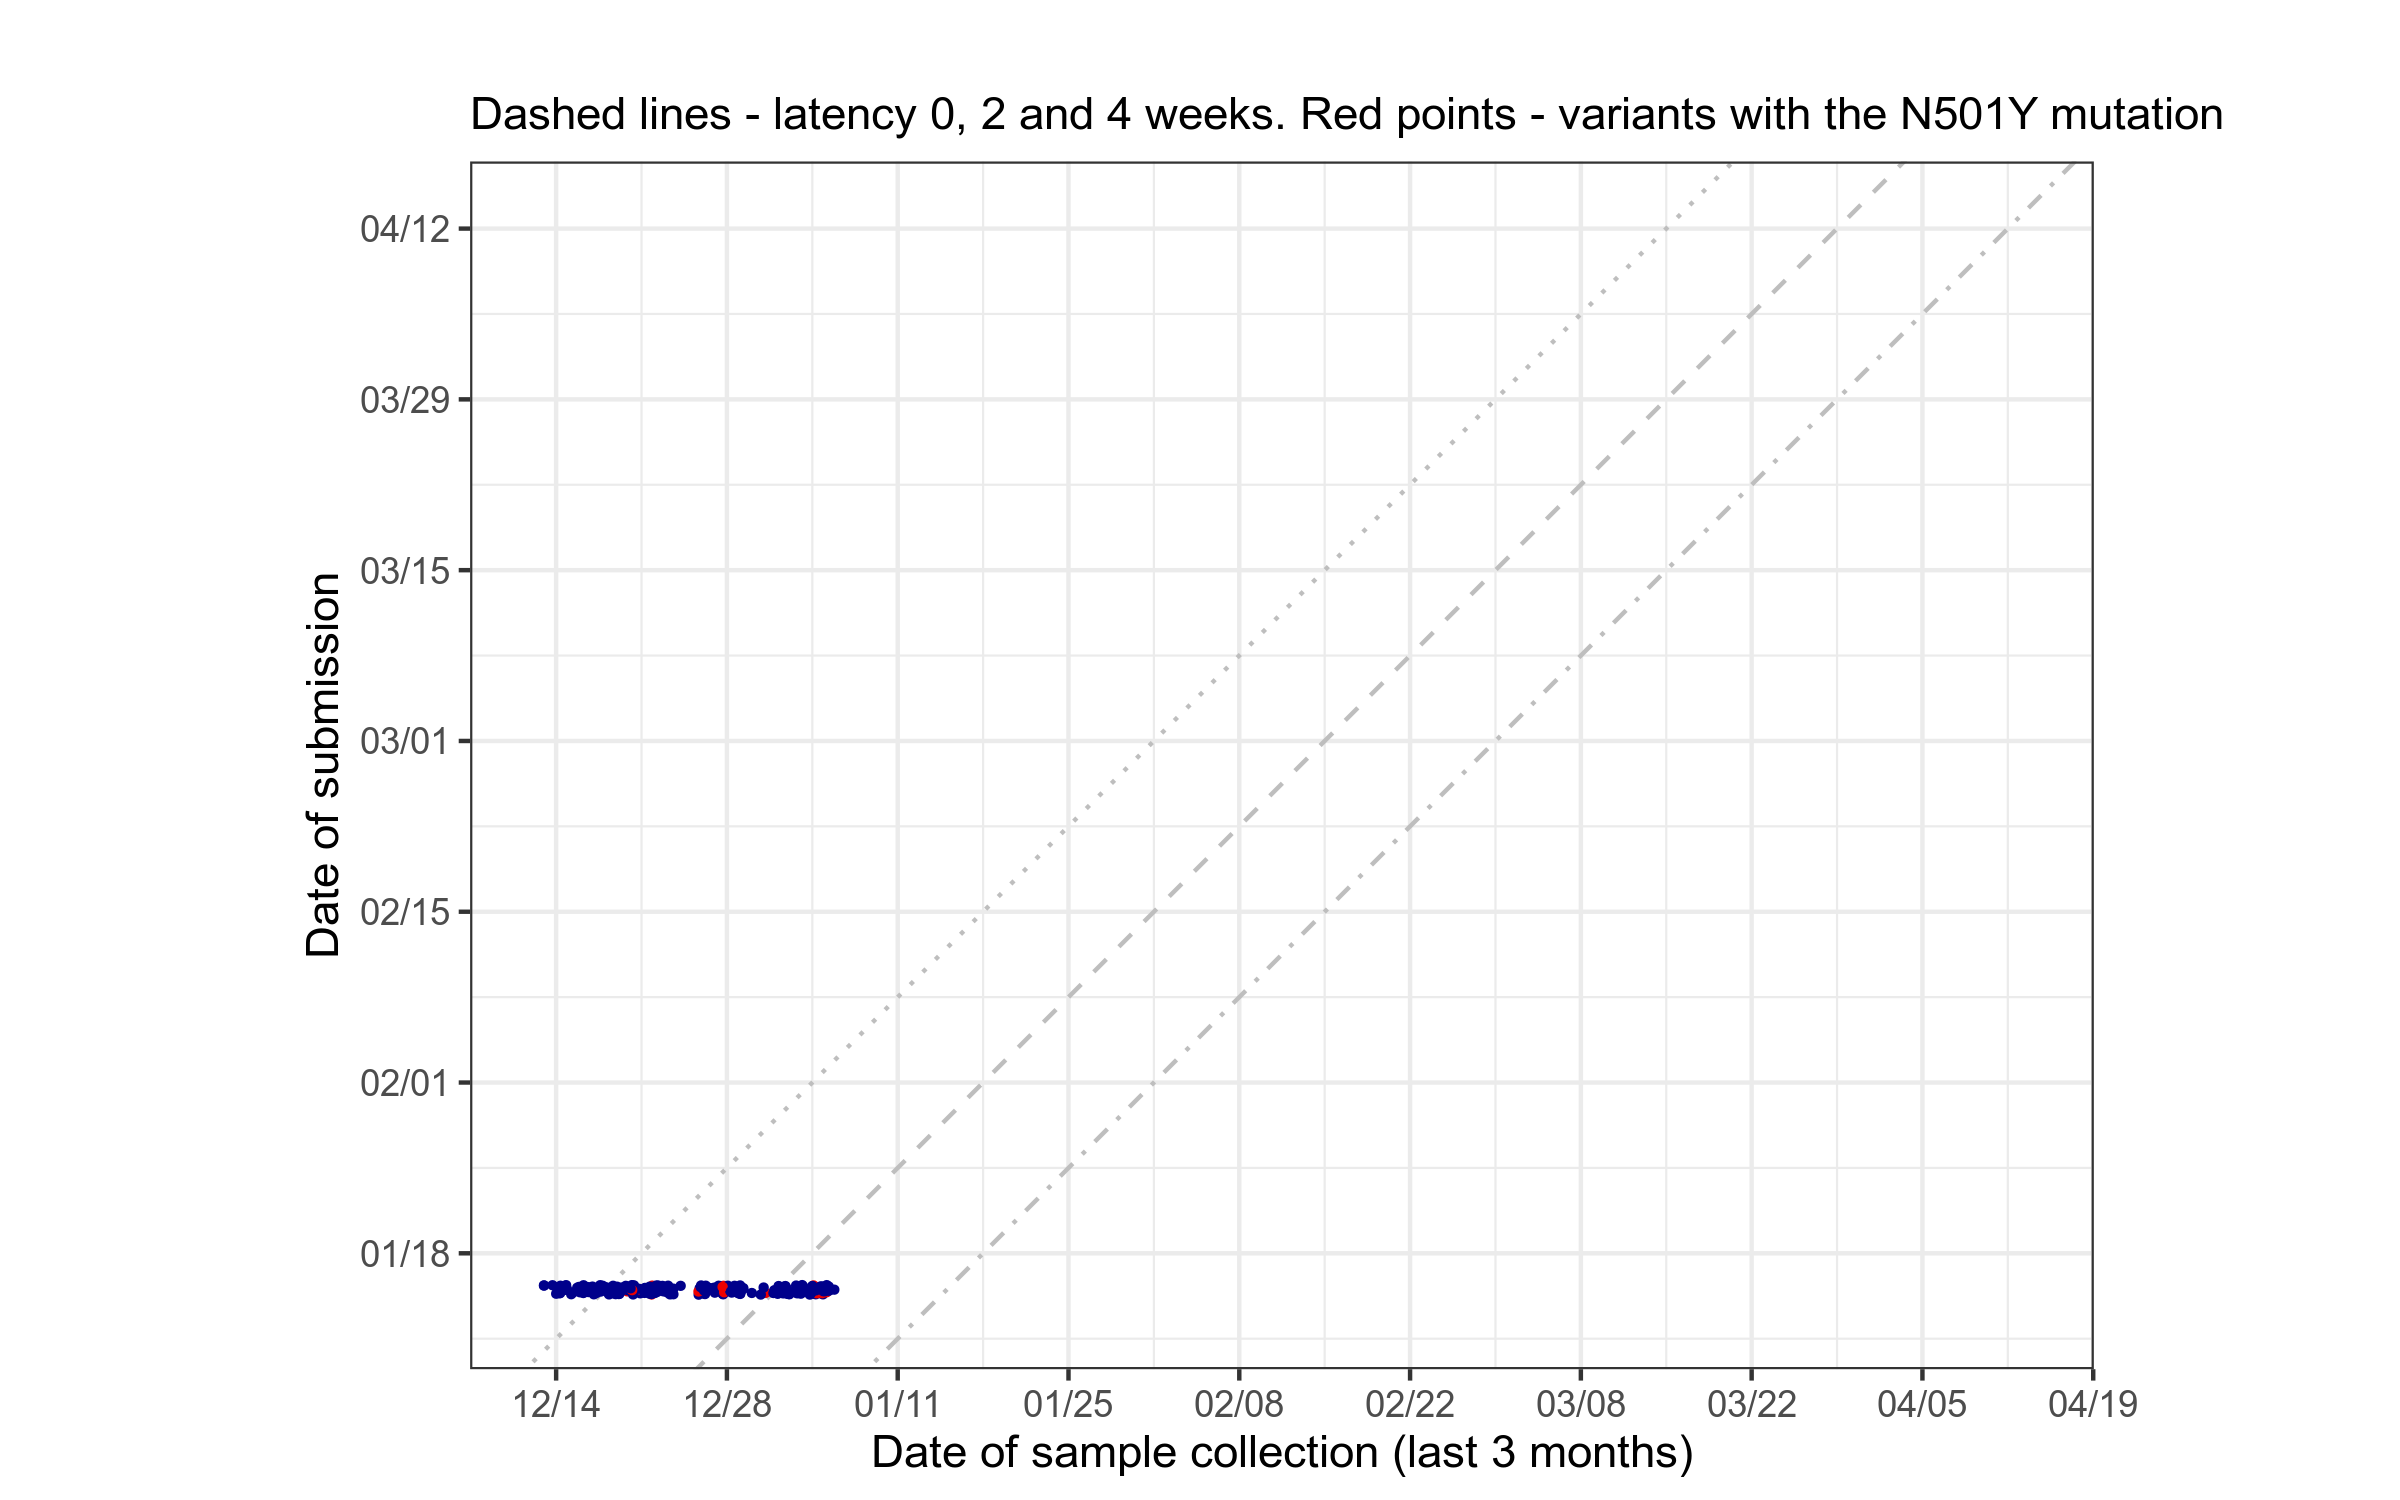 Dashed lines - latency 0, 2 and 4 weeks. Red points - variants with the N501Y mutation
Date of submission
04/12
03/29
03/15
03/01
02/15
02/01
01/18
12/14 12/28 01/11 01/25 02/08 02/22 03/08 03/22 04/05 04/19
Date of sample collection (last 3 months)